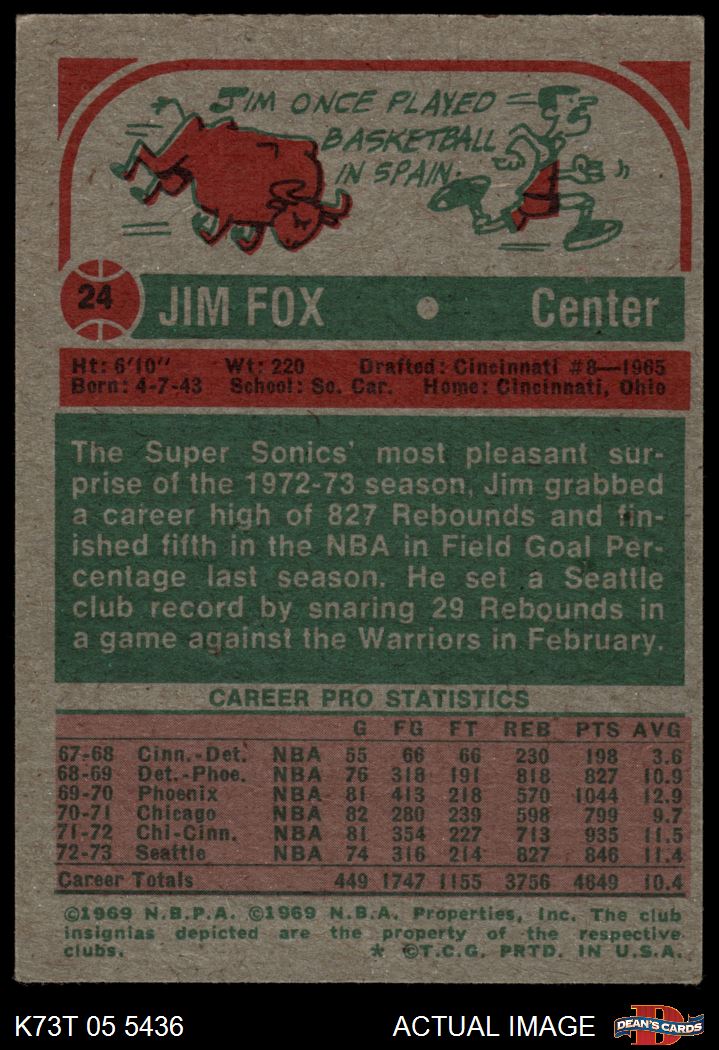 JIM ONCE PLAYED
BASKETBALL
IN SPAIN.
24 JIM FOX • Center
Ht: 6'10" Wt: 220 Drafted: Cincinnati #8—1965
Born: 4-7-43 School: So. Car. Home: Cincinnati, Ohio
The Super Sonics' most pleasant sur-
prise of the 1972-73 season, Jim grabbed
a career high of 827 Rebounds and fin-
ished fifth in the NBA in Field Goal Per-
centage last season. He set a Seattle
club record by snaring 29 Rebounds in
a game against the Warriors in February.
CAREER PRO STATISTICS
G FG FT REB PTS AVG
67-68 Cinn.-Det. NBA 55 66 66 230 198 3.6
68-69 Det.-Phoe. NBA 76 318 191 818 827 10.9
69-70 Phoenix NBA 81 413 218 570 1044 12.9
70-71 Chicago NBA 82 280 239 598 799 9.7
71-72 Chi-Cinn. NBA 81 354 227 713 935 11.5
72-73 Seattle NBA 74 316 214 827 846 11.4
Career Totals 449 1747 1155 3756 4649 10.4
©1969 N.B.P.A. ©1969 N.B.A. Properties, Inc. The club
insignias depicted are the property of the respective
clubs. * ©T.C.G. PRTD. IN U.S.A.
K73T 05 5436 ACTUAL IMAGE D DEAN'S CARDS